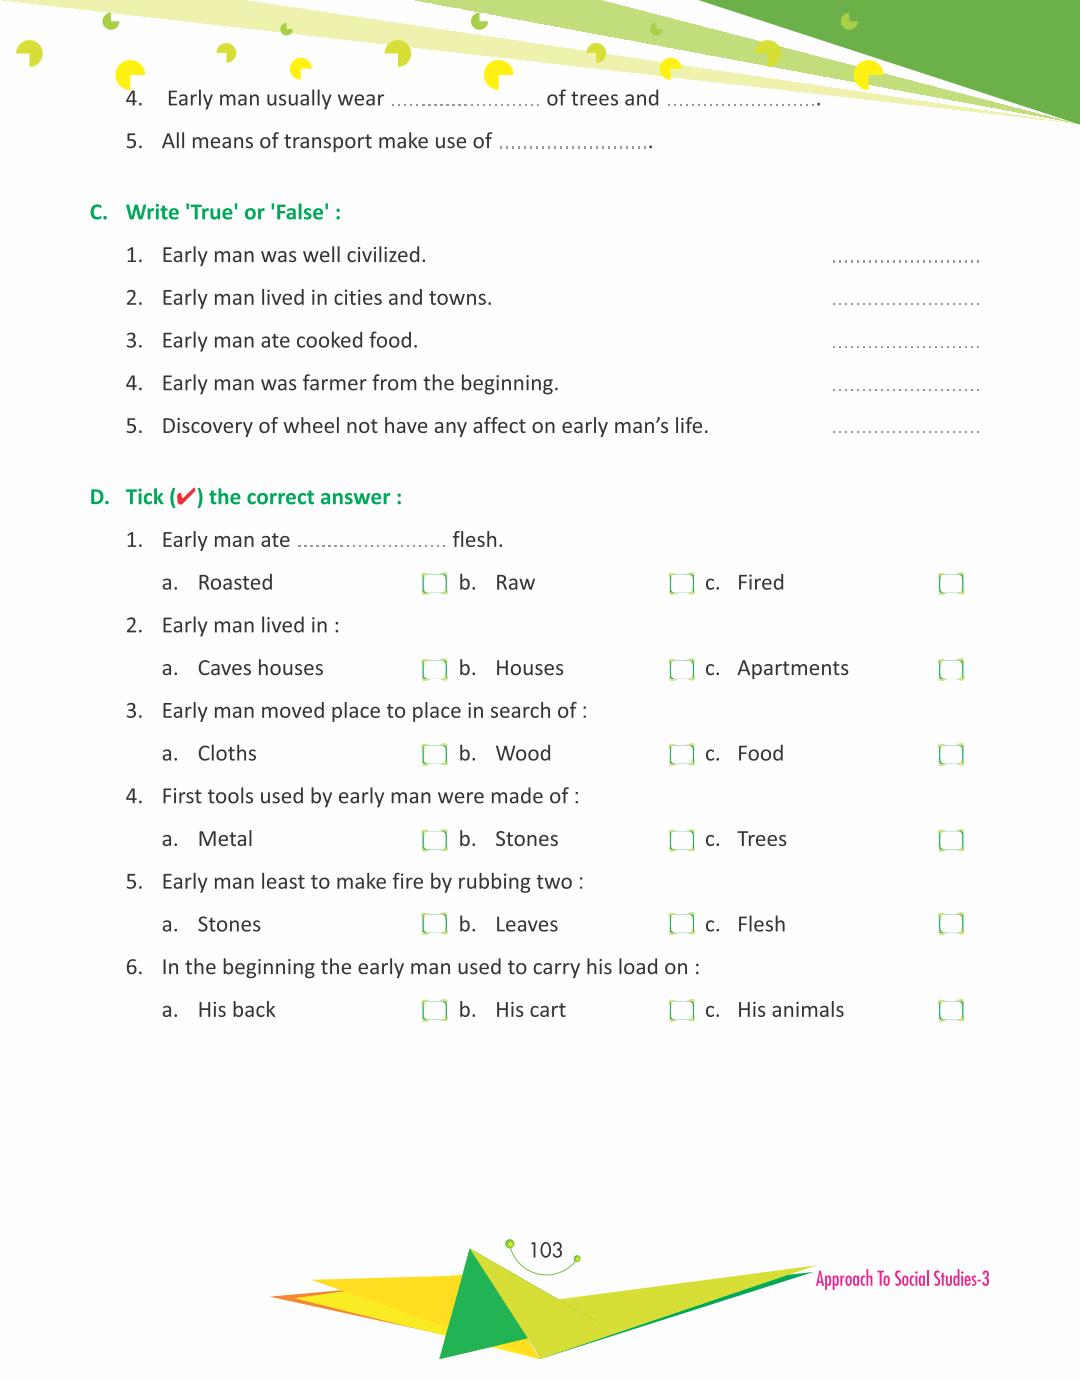 4. Early man usually wear ........................ of trees and ........................ .
5. All means of transport make use of ........................ .
C. Write 'True' or 'False' :
1. Early man was well civilized. ........................
2. Early man lived in cities and towns. ........................
3. Early man ate cooked food. ........................
4. Early man was farmer from the beginning. ........................
5. Discovery of wheel not have any affect on early man's life. ........................
D. Tick (✔) the correct answer :
1. Early man ate ........................ flesh.
a. Roasted b. Raw c. Fired
2. Early man lived in :
a. Caves houses b. Houses c. Apartments
3. Early man moved place to place in search of :
a. Cloths b. Wood c. Food
4. First tools used by early man were made of :
a. Metal b. Stones c. Trees
5. Early man least to make fire by rubbing two :
a. Stones b. Leaves c. Flesh
6. In the beginning the early man used to carry his load on :
a. His back b. His cart c. His animals
103
Approach To Social Studies-3